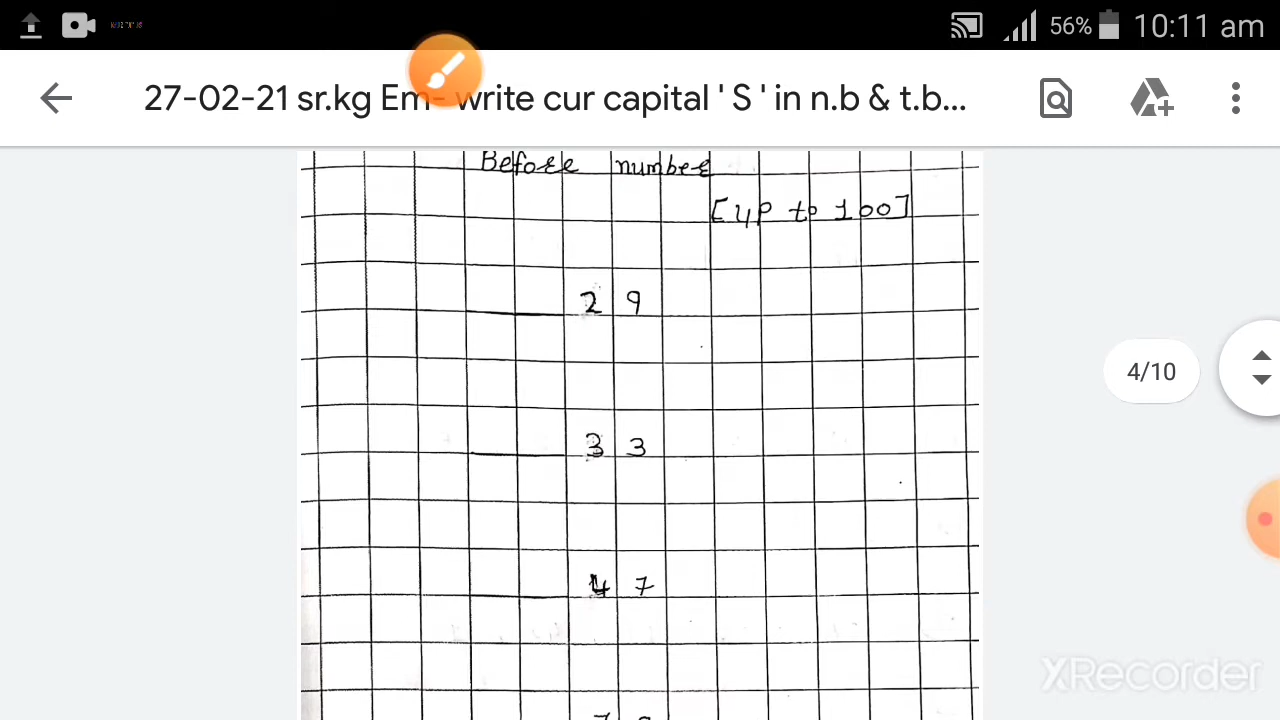 56% 10:11 am
27-02-21 sr.kg Em- write cur capital ' S ' in n.b & t.b...
Before number
[up to 100]
29
4/10
33
47
XRecorder